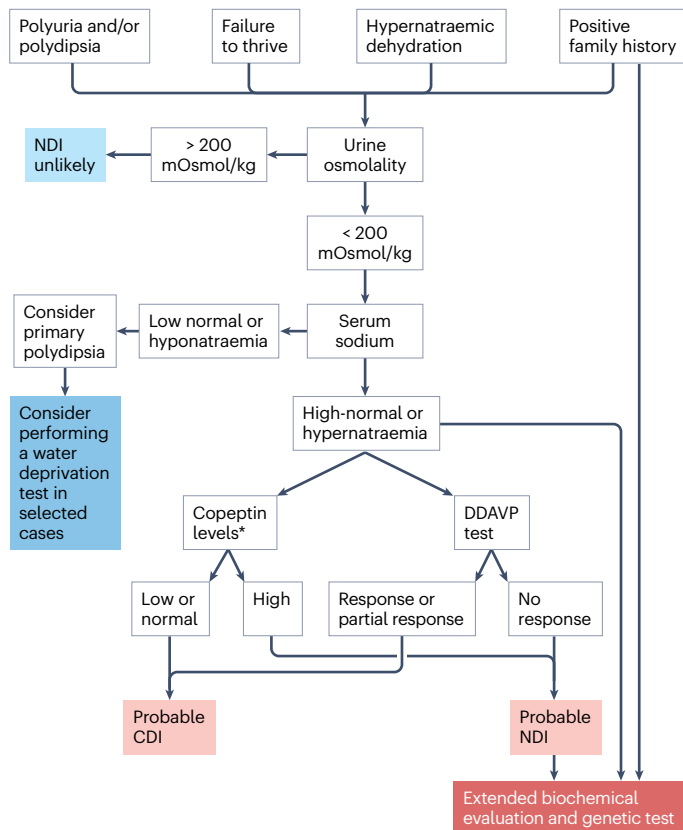 Polyuria and/or
polydipsia
Failure
to thrive
Hypernatraemic
dehydration
Positive
family history
NDI
unlikely
> 200
mOsmol/kg
Urine
osmolality
< 200
mOsmol/kg
Consider
primary
polydipsia
Low normal or
hyponatraemia
Serum
sodium
Consider
performing
a water
deprivation
test in
selected
cases
High-normal or
hypernatraemia
Copeptin
levels*
DDAVP
test
Low or
normal
High
Response or
partial response
No
response
Probable
CDI
Probable
NDI
Extended biochemical
evaluation and genetic test